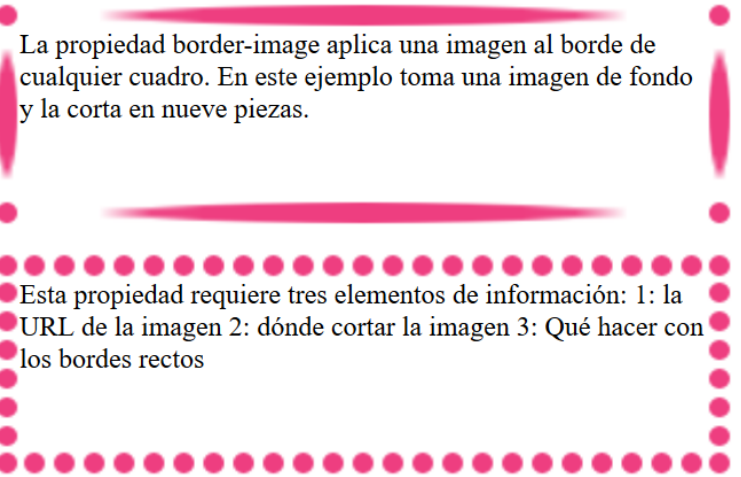 La propiedad border-image aplica una imagen al borde de
cualquier cuadro. En este ejemplo toma una imagen de fondo
y la corta en nueve piezas.
Esta propiedad requiere tres elementos de información: 1: la
URL de la imagen 2: dónde cortar la imagen 3: Qué hacer con
los bordes rectos